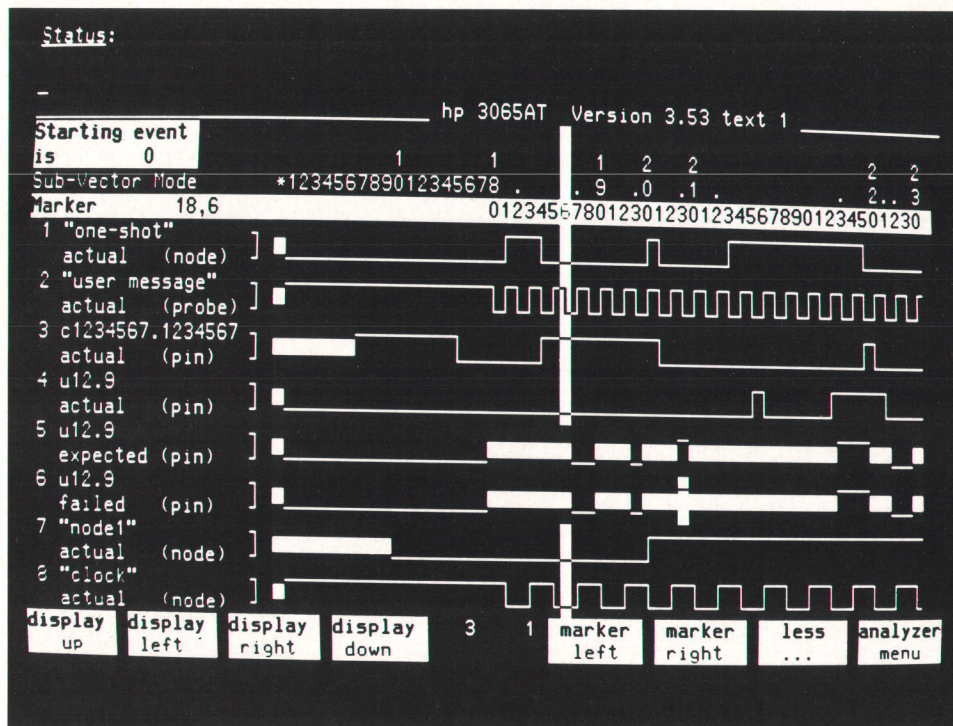 Status:
_
hp 3065AT Version 3.53 text 1
Starting event
is 0
1 1 1 2 2 2 2
Sub-Vector Mode *123456789012345678 . . 9 .0 .1 . . 2.. 3
Marker 18,6 01234567801230123012345678901234501230
1 "one-shot"
actual (node) ]
2 "user message"
actual (probe) ]
3 c1234567.1234567
actual (pin) ]
4 u12.9
actual (pin) ]
5 u12.9
expected (pin) ]
6 u12.9
failed (pin) ]
7 "node1"
actual (node) ]
8 "clock"
actual (node) ]
display up
display left
display right
display down
3 1
marker left
marker right
less ...
analyzer menu